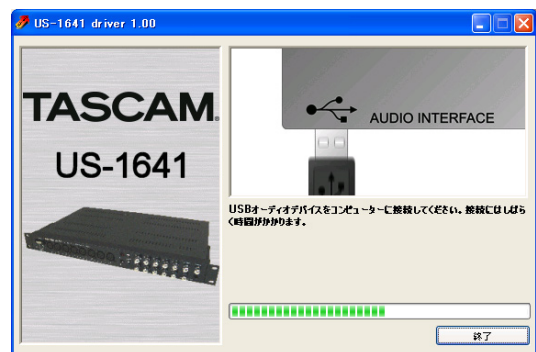 US-1641 driver 1.00
TASCAM
US-1641
AUDIO INTERFACE
USBオーディオデバイスをコンピューターに接続してください。接続にはしばら
く時間がかかります。
終了